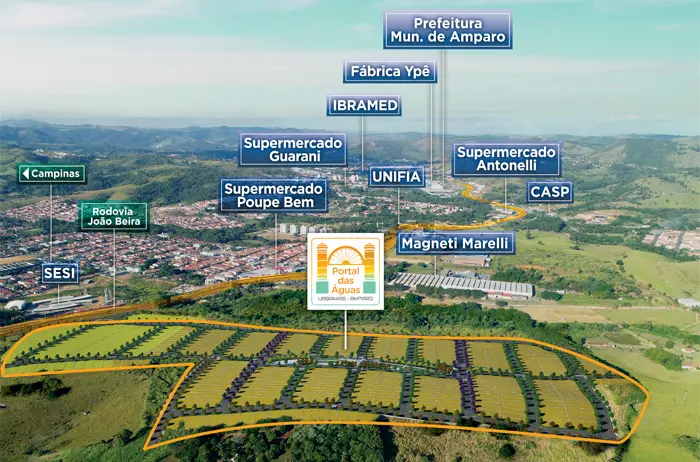 Prefeitura
Mun. de Amparo
Fábrica Ypê
IBRAMED
Supermercado
Guarani
Supermercado
Antonelli
Campinas
UNIFIA
CASP
Supermercado
Poupe Bem
Rodovia
João Beira
Magneti Marelli
SESI
Portal
das
Águas
URBAMAIS - AMPARO